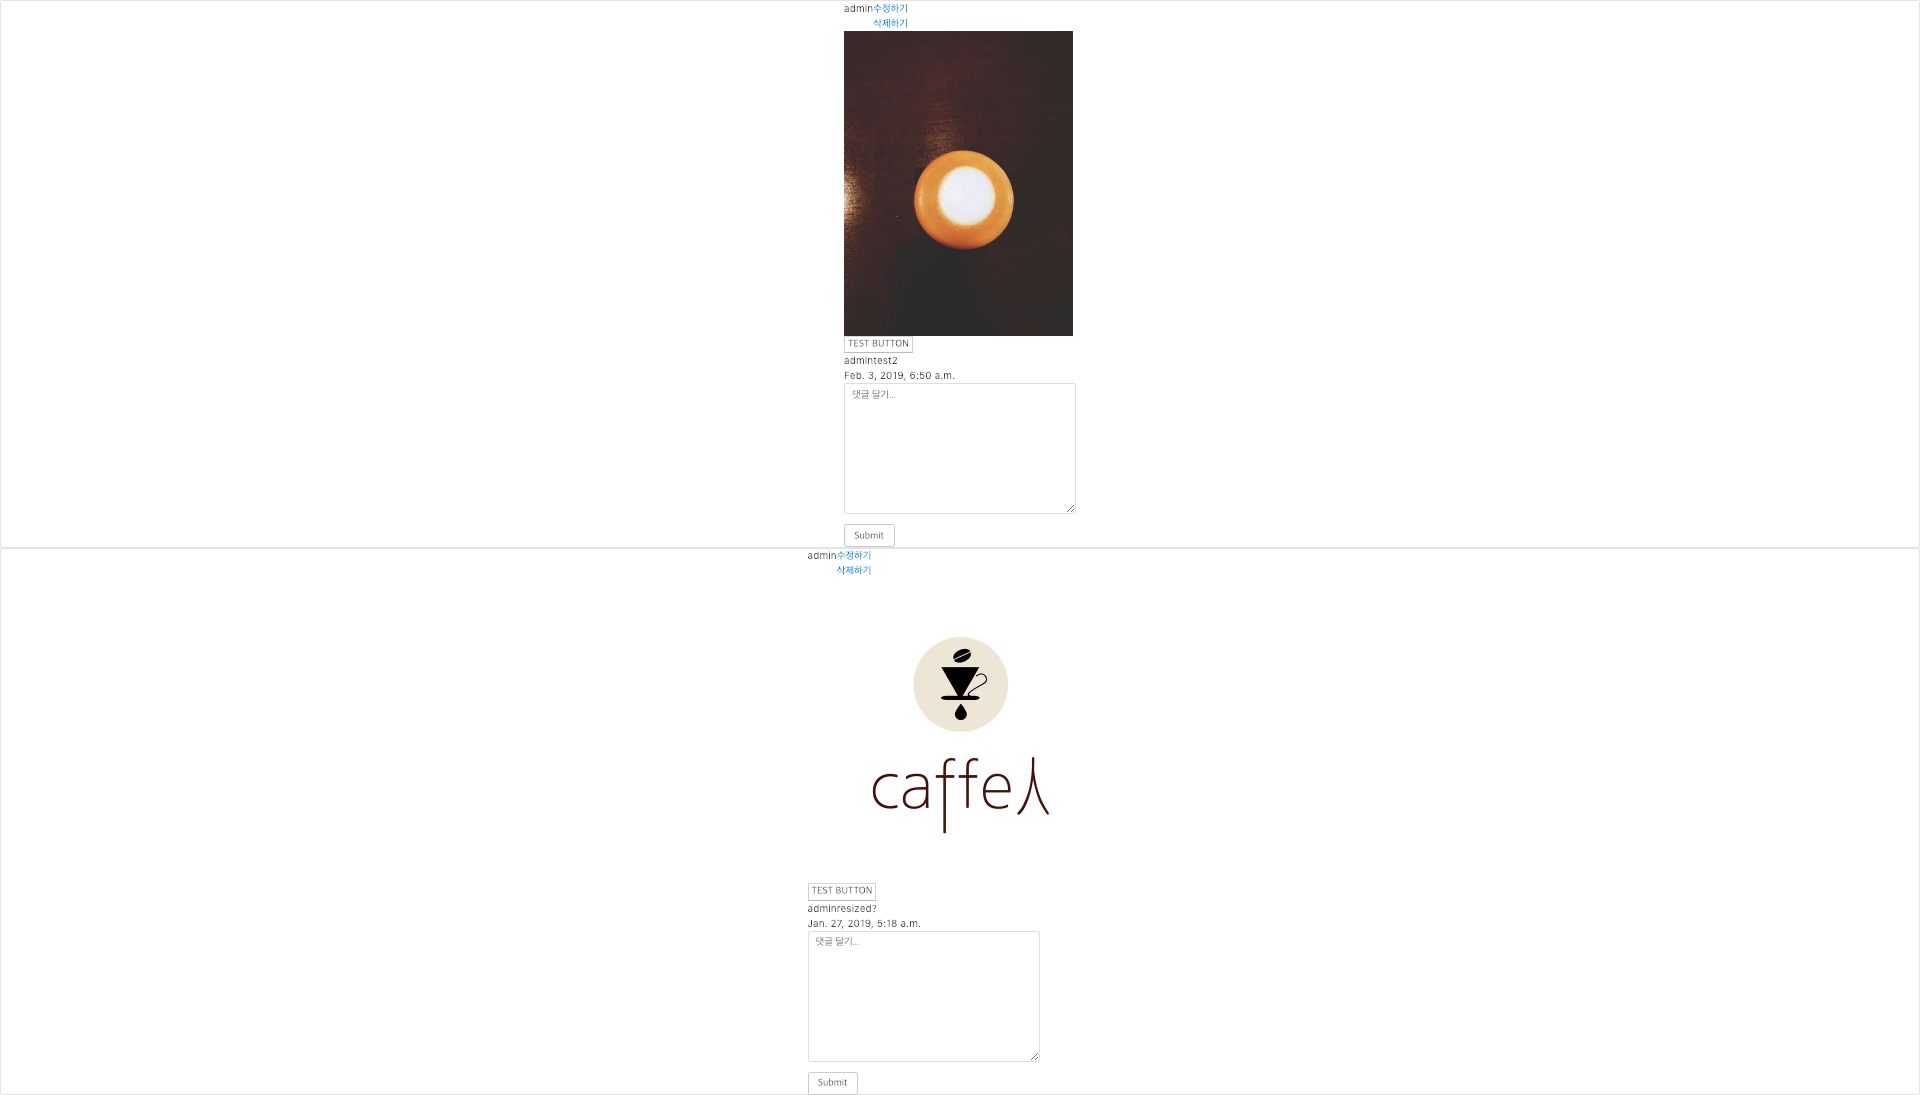 admin수정하기
삭제하기
TEST BUTTON
admintest2
Feb. 3, 2019, 6:50 a.m.
댓글 달기...
Submit
admin수정하기
삭제하기
caffe人
TEST BUTTON
adminresized?
Jan. 27, 2019, 5:18 a.m.
댓글 달기...
Submit